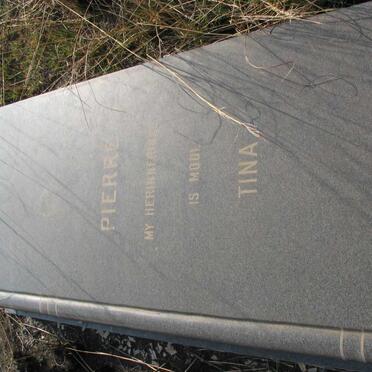 PIERRE
MY HERINNERINGE
IS MOOI
TINA